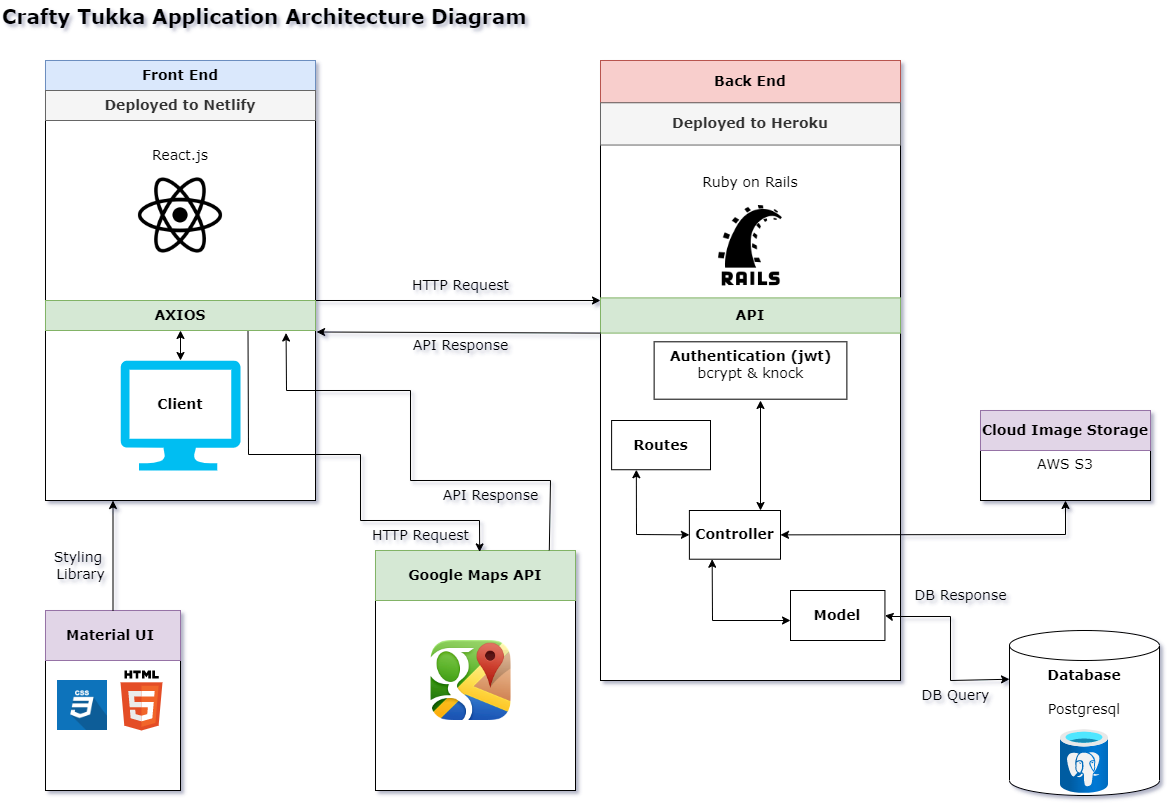 Crafty Tukka Application Architecture Diagram
Front End
Deployed to Netlify
React.js
AXIOS
Client
HTTP Request
API Response
Back End
Deployed to Heroku
Ruby on Rails
RAILS
API
Authentication (jwt)
bcrypt & knock
Routes
Controller
Model
Cloud Image Storage
AWS S3
API Response
HTTP Request
Styling
Library
Material UI
CSS
3
HTML
5
Google Maps API
g
DB Response
DB Query
Database
Postgresql